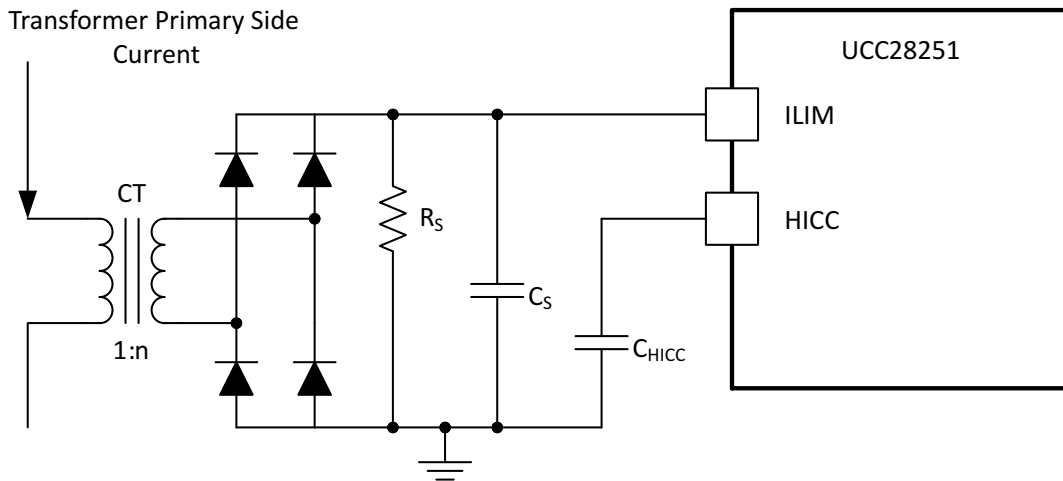 Transformer Primary Side
Current
UCC28251
ILIM
CT
HICC
R_S
C_S
C_HICC
1:n